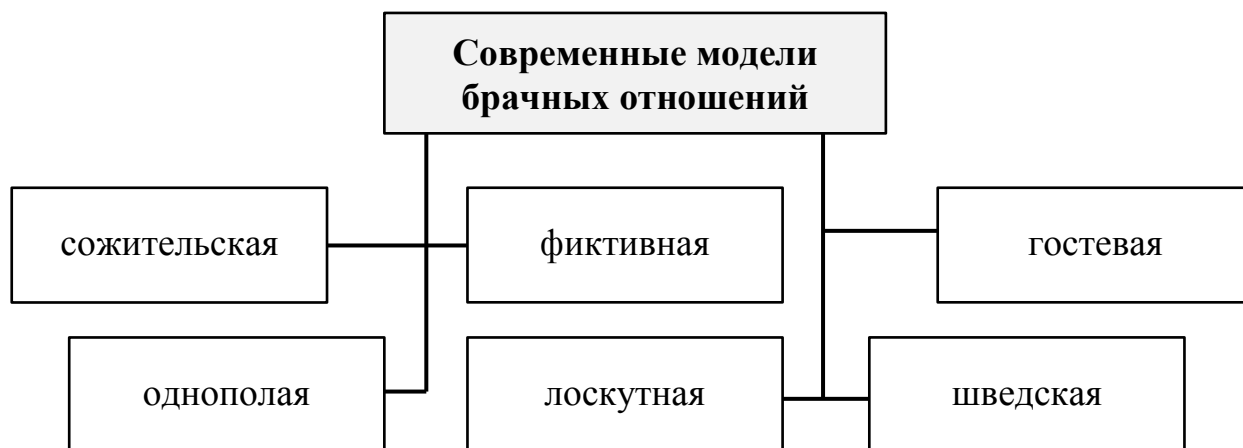 Современные модели
брачных отношений
сожительская
фиктивная
гостевая
однополая
лоскутная
шведская